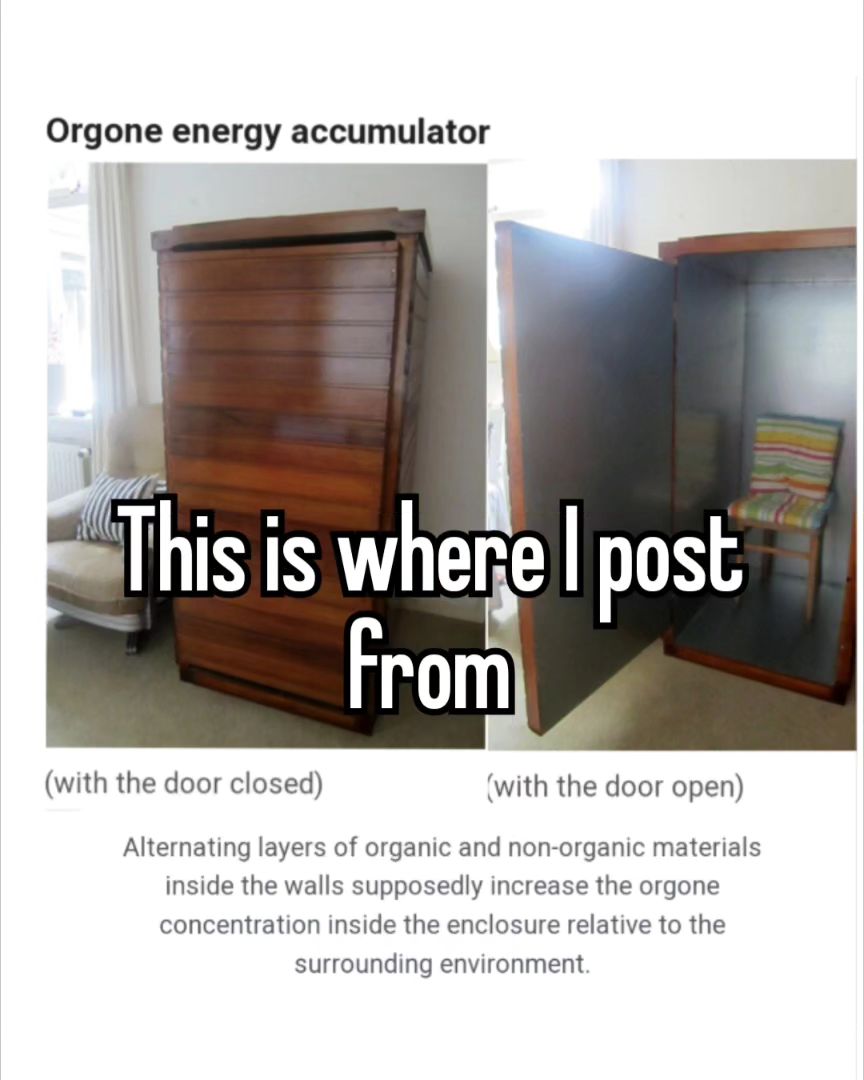 Orgone energy accumulator
This is where I post
from
(with the door closed)
(with the door open)
Alternating layers of organic and non-organic materials
inside the walls supposedly increase the orgone
concentration inside the enclosure relative to the
surrounding environment.